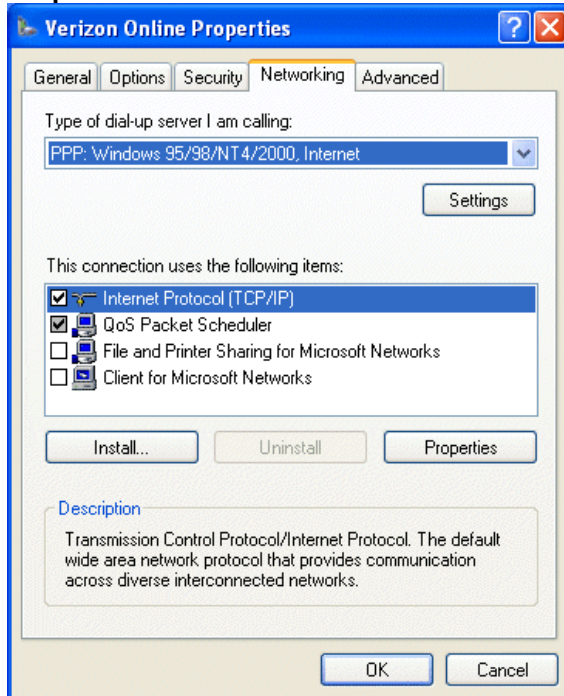 Verizon Online Properties
General Options Security Networking Advanced
Type of dial-up server I am calling:
PPP: Windows 95/98/NT4/2000, Internet
Settings
This connection uses the following items:
Internet Protocol (TCP/IP)
QoS Packet Scheduler
File and Printer Sharing for Microsoft Networks
Client for Microsoft Networks
Install... Uninstall Properties
Description
Transmission Control Protocol/Internet Protocol. The default
wide area network protocol that provides communication
across diverse interconnected networks.
OK Cancel